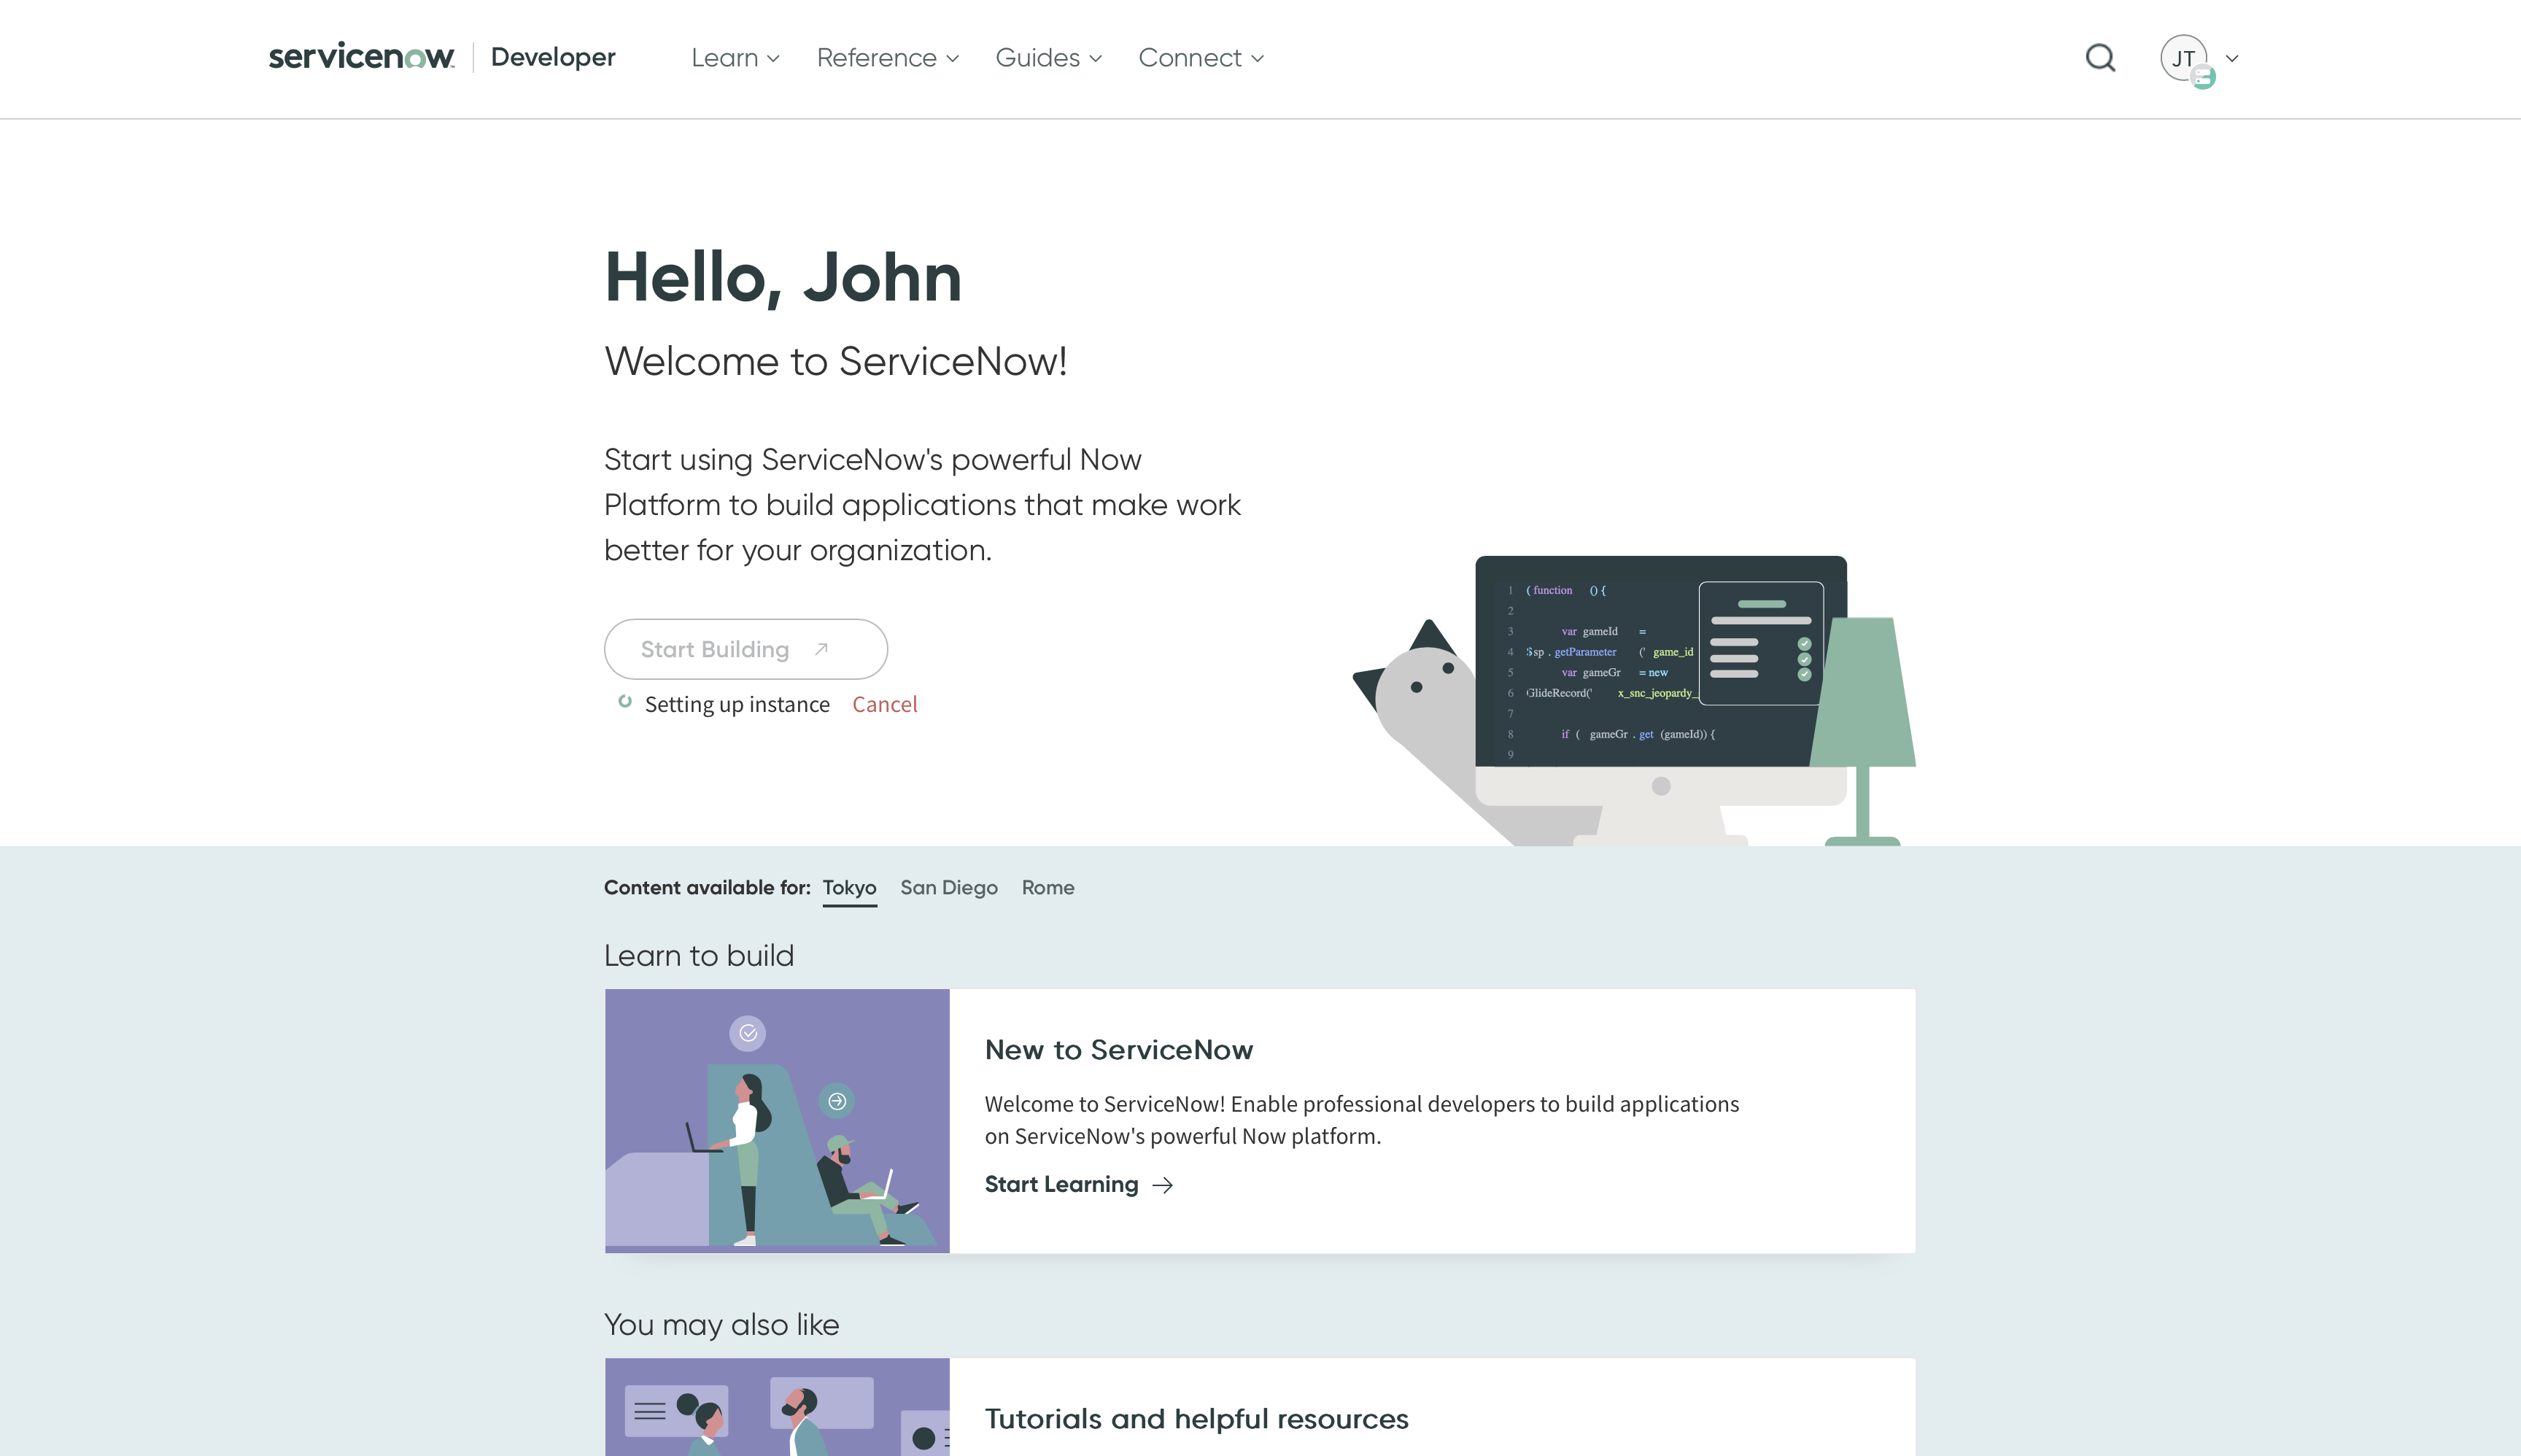 servicenow
Developer
Learn
Reference
Guides
Connect
JT
Hello, John
Welcome to ServiceNow!
Start using ServiceNow's powerful Now
Platform to build applications that make work
better for your organization.
Start Building
Setting up instance Cancel
1 ( function () {
2
3 var gameId =
4 $sp . getParameter (' game_id
5 var gameGr = new
6 GlideRecord(' x_snc_jeopardy_
7
8 if ( gameGr . get (gameId)) {
9
Content available for: Tokyo San Diego Rome
Learn to build
New to ServiceNow
Welcome to ServiceNow! Enable professional developers to build applications
on ServiceNow's powerful Now platform.
Start Learning
You may also like
Tutorials and helpful resources